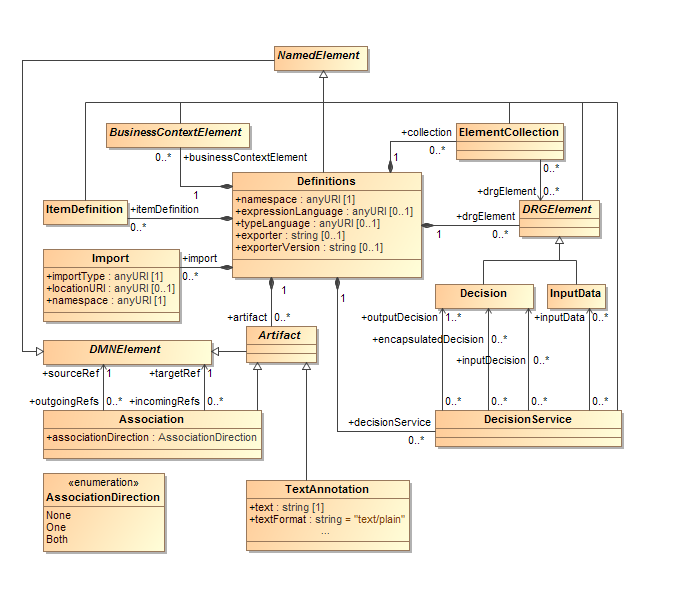 NamedElement
BusinessContextElement
0..*
+businessContextElement
1
+collection
1
0..*
ElementCollection
0..*
+drgElement
ItemDefinition
+itemDefinition
0..*
Definitions
+namespace : anyURI [1]
+expressionLanguage : anyURI [0..1]
+typeLanguage : anyURI [0..1]
+exporter : string [0..1]
+exporterVersion : string [0..1]
+drgElement
1
0..*
DRGElement
Import
+importType : anyURI [1]
+locationURI : anyURI [0..1]
+namespace : anyURI [1]
+import
0..*
1
1
+artifact
0..*
Decision
InputData
+outputDecision
1..*
+inputData
0..*
+encapsulatedDecision
0..*
+inputDecision
0..*
DMNElement
Artifact
+sourceRef
1
+targetRef
1
+outgoingRefs
0..*
+incomingRefs
0..*
0..*
0..*
0..*
0..*
Association
+associationDirection : AssociationDirection
+decisionService
0..*
DecisionService
«enumeration»
AssociationDirection
None
One
Both
TextAnnotation
+text : string [1]
+textFormat : string = "text/plain"
...